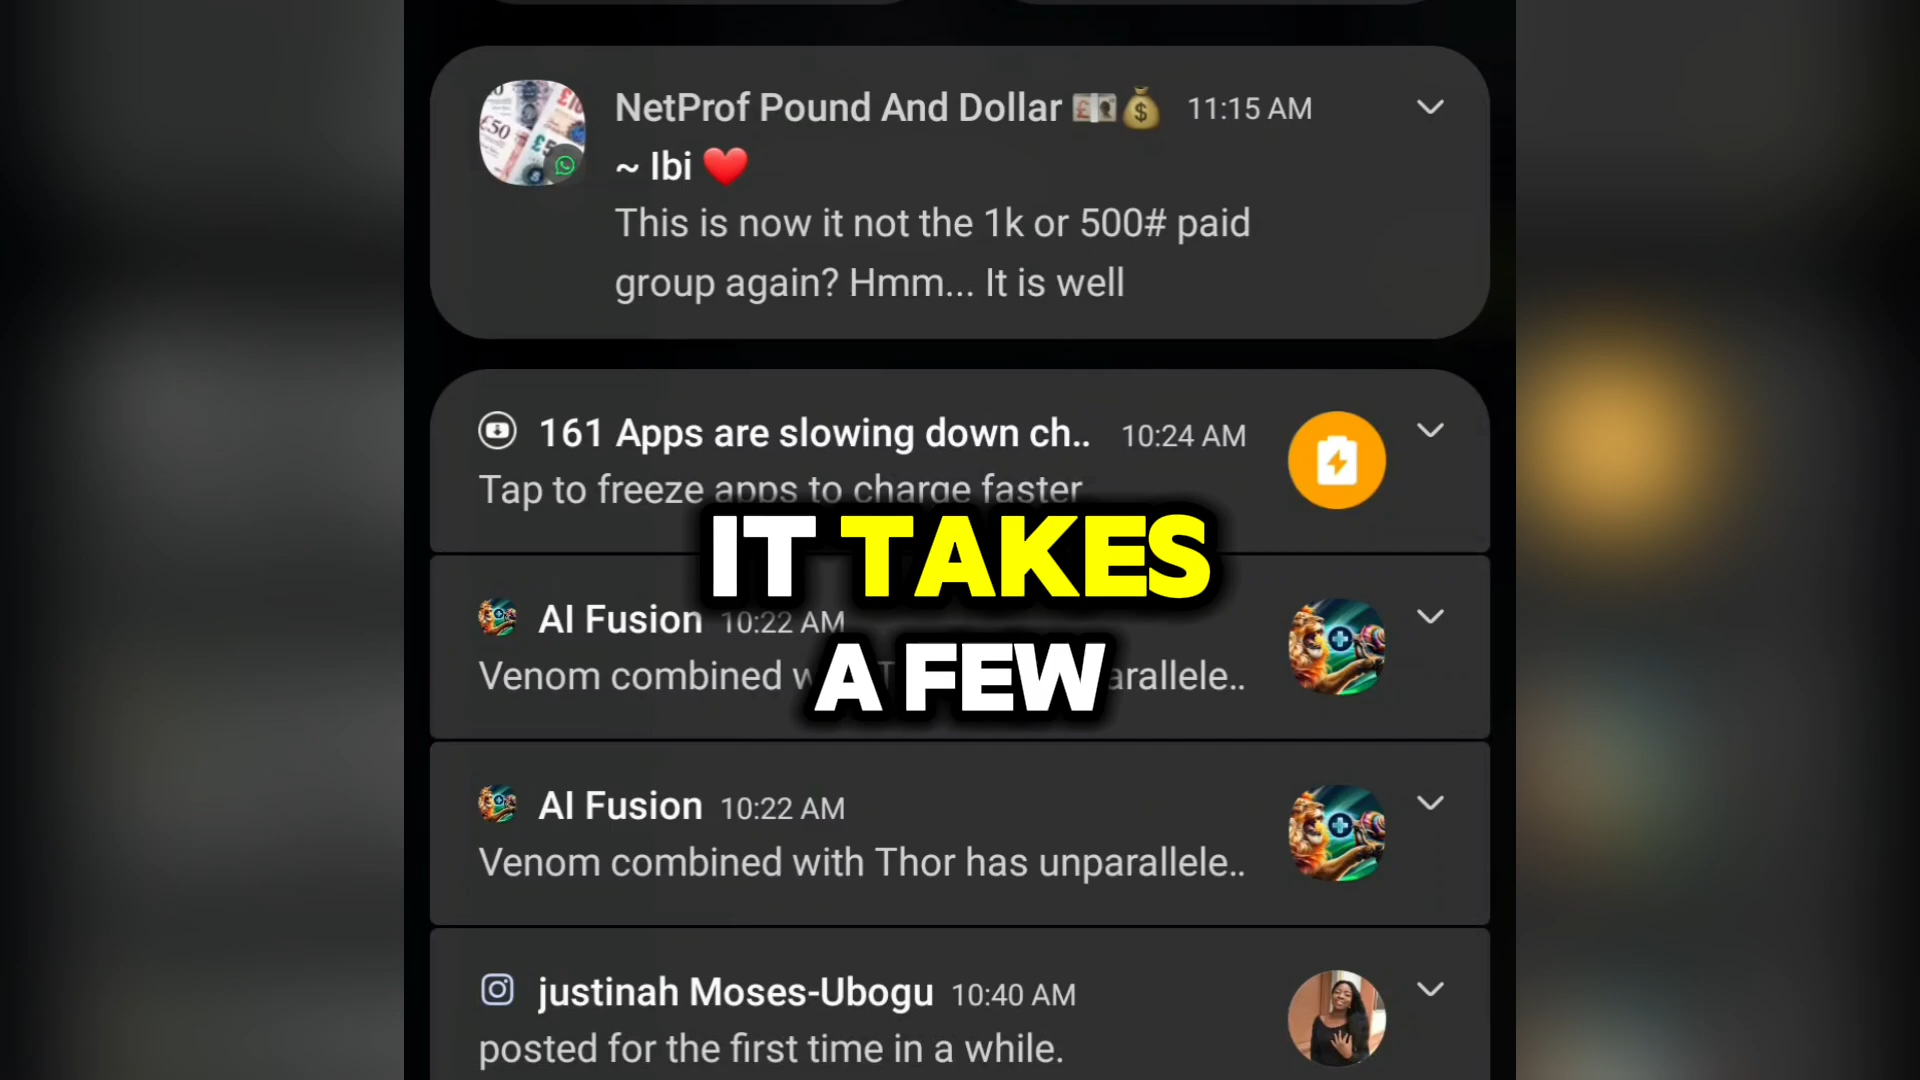 NetProf Pound And Dollar 💷💰 11:15 AM
~ Ibi ❤️
This is now it not the 1k or 500# paid
group again? Hmm... It is well
161 Apps are slowing down ch.. 10:24 AM
Tap to freeze apps to charge faster
IT TAKES
A FEW
AI Fusion 10:22 AM
Venom combined arallele..
AI Fusion 10:22 AM
Venom combined with Thor has unparallele..
justinah Moses-Ubogu 10:40 AM
posted for the first time in a while.